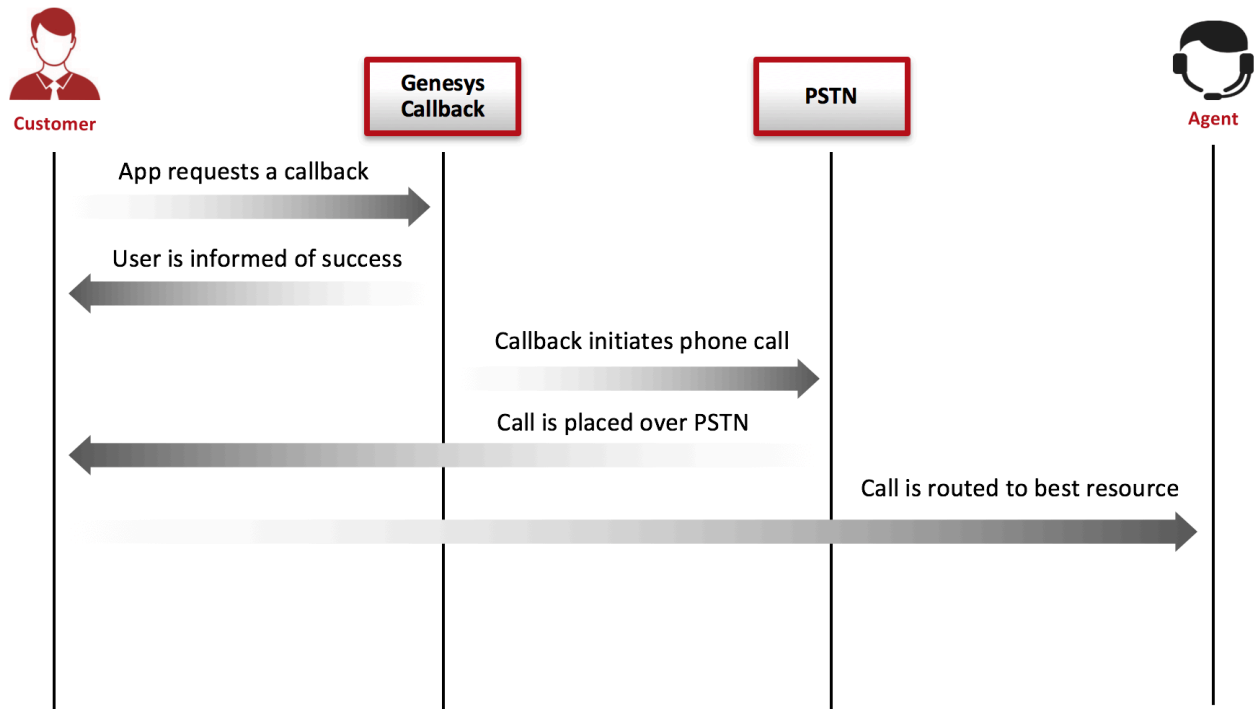 Customer
Genesys
Callback
PSTN
Agent
App requests a callback
User is informed of success
Callback initiates phone call
Call is placed over PSTN
Call is routed to best resource